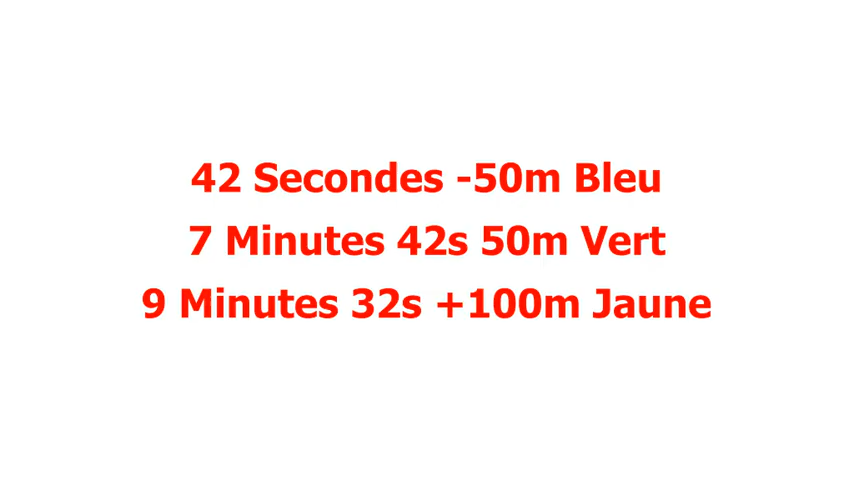 42 Secondes -50m Bleu
7 Minutes 42s 50m Vert
9 Minutes 32s +100m Jaune